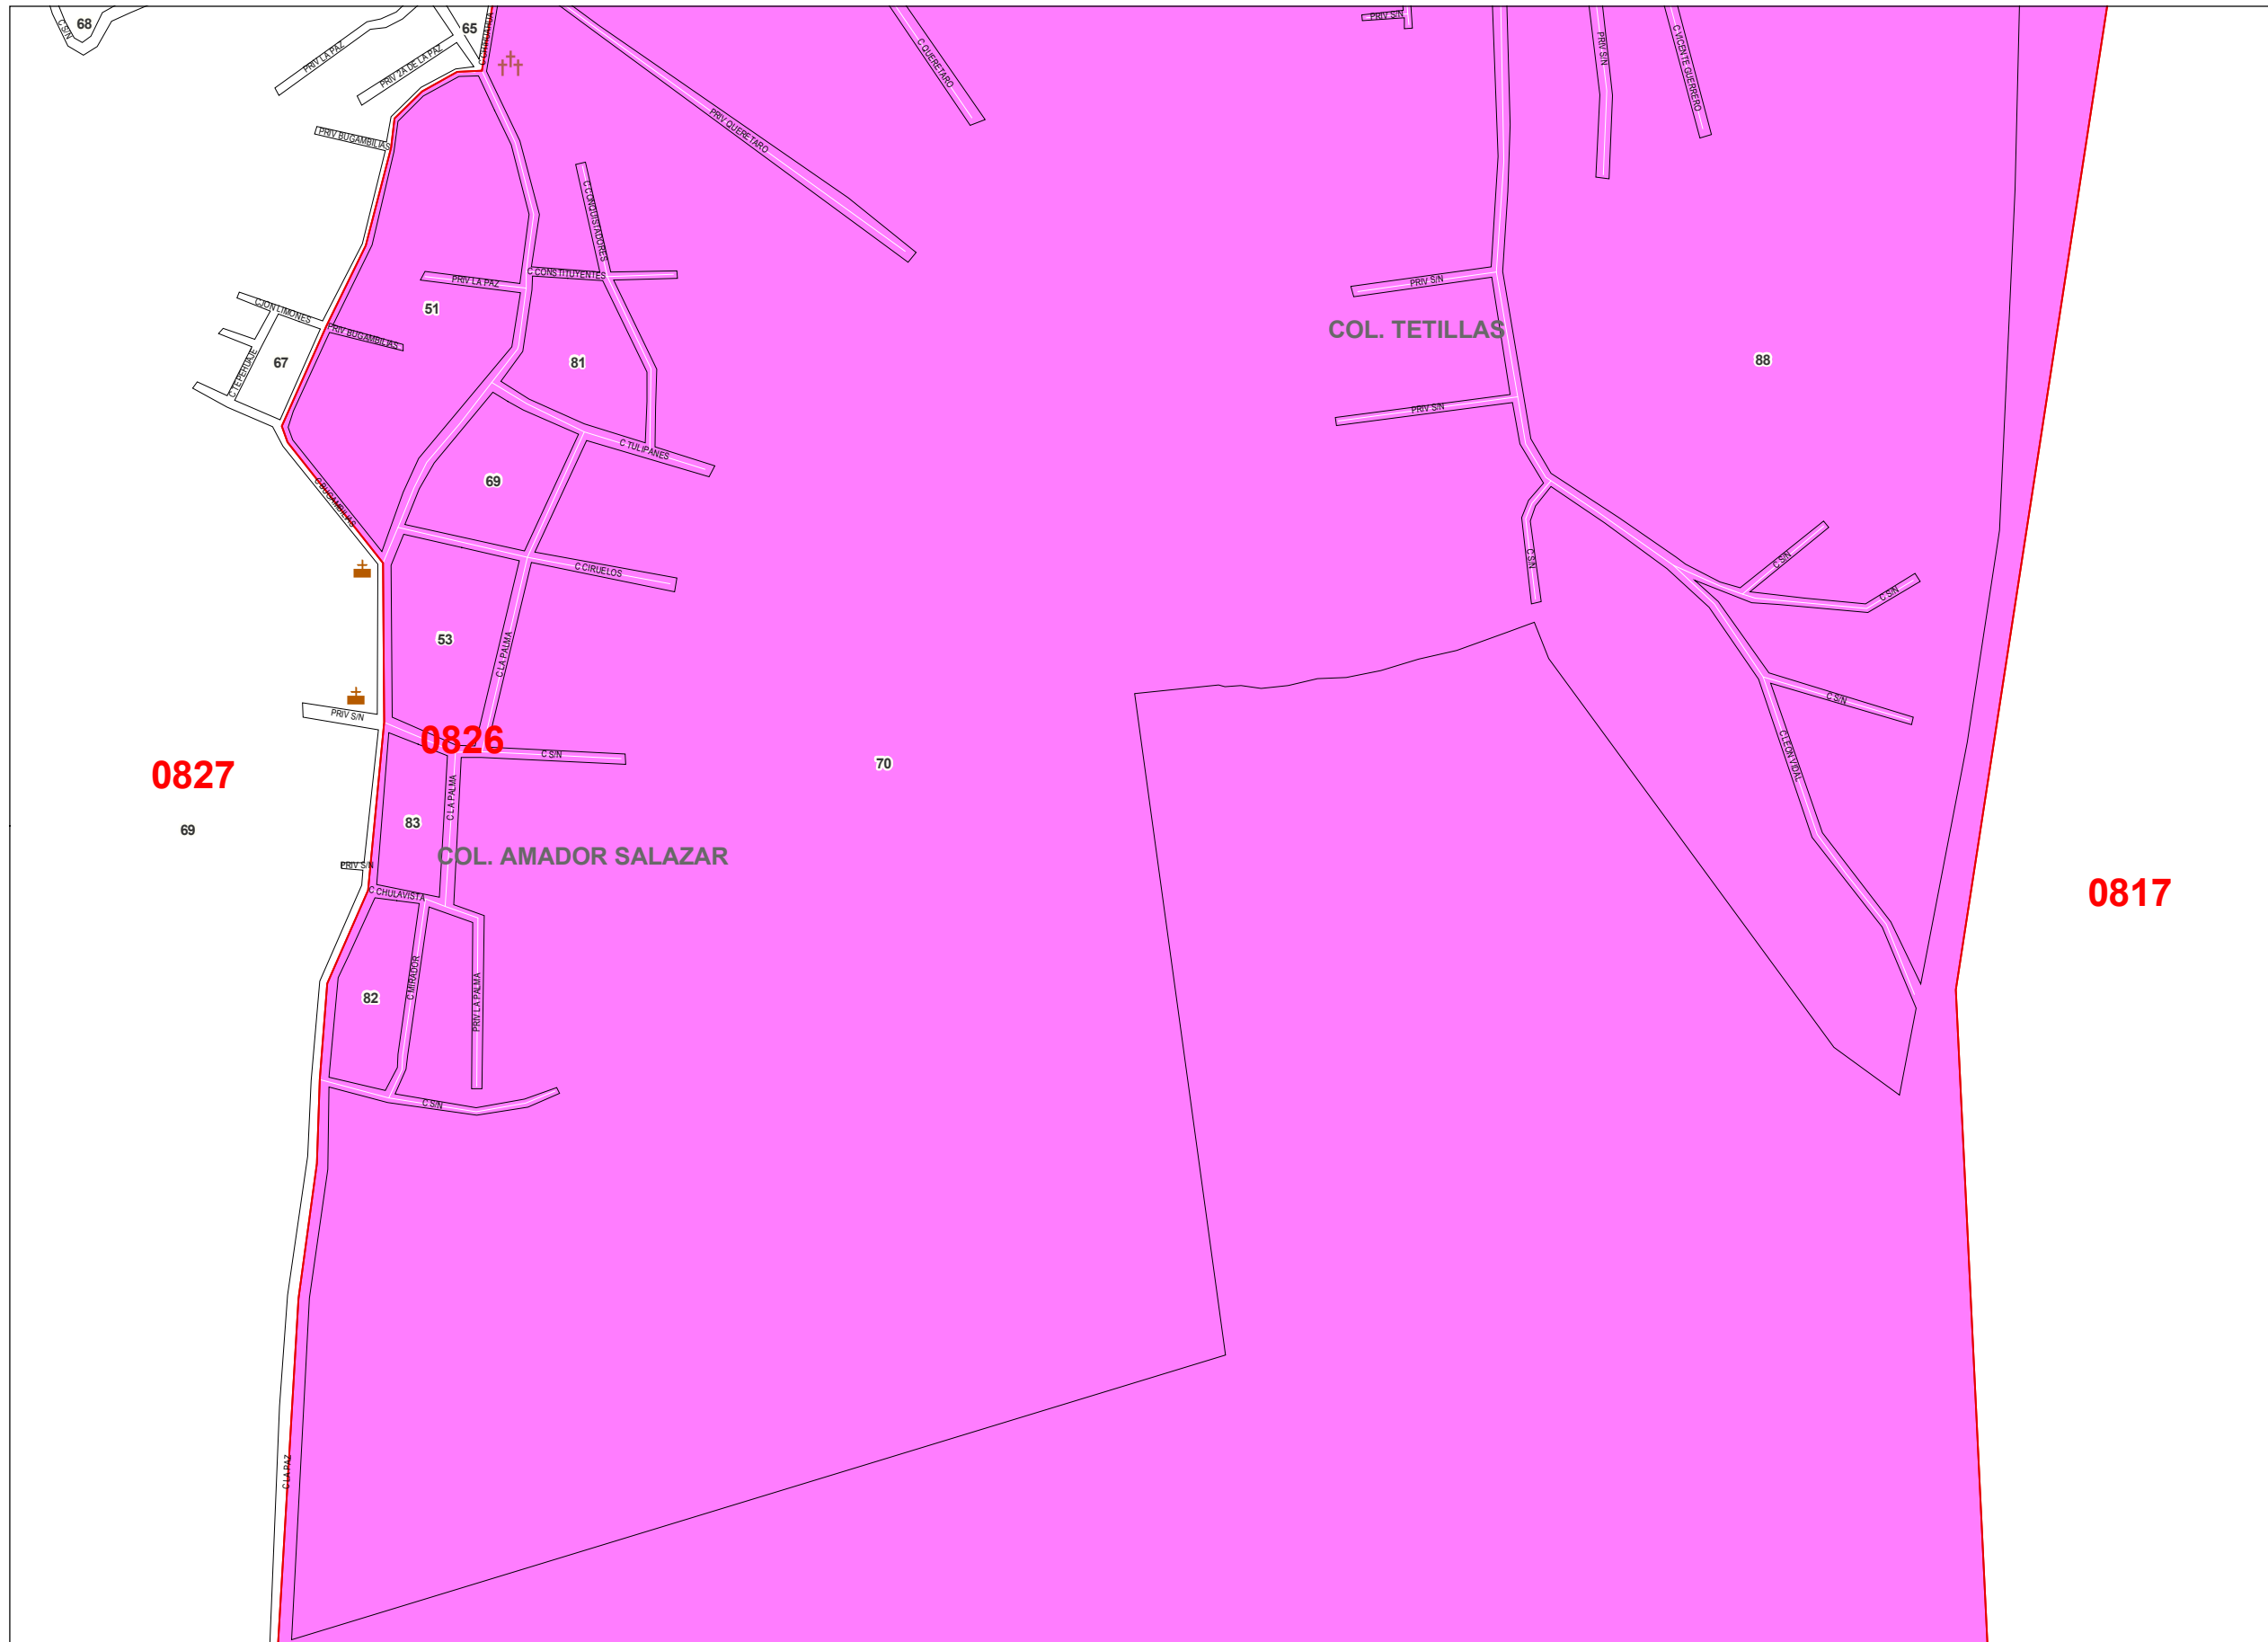 68
C S/N
65
PRIV LA PAZ
PRIV 2A DE LA PAZ
PRIV BUGAMBILIAS
C QUERETARO
PRIV QUERETARO
PRIV S/N
PRIV S/N
C VICENTE GUERRERO
C CONQUISTADORES
C CONSTITUYENTES
PRIV LA PAZ
51
CJON LIMONES
PRIV BUGAMBILIAS
67
C TEPEHUAJE
81
PRIV S/N
COL. TETILLAS
88
PRIV S/N
C TULIPANES
69
C BUGAMBILIAS
C CIRUELOS
C S/N
C S/N
C S/N
53
C LA PALMA
PRIV S/N
0826
C S/N
C S/N
C LEON VIDAL
70
0827
69
83
C LA PALMA
COL. AMADOR SALAZAR
PRIV S/N
C CHULAVISTA
0817
82
C MIRADOR
PRIV LA PALMA
C S/N
C LA PAZ